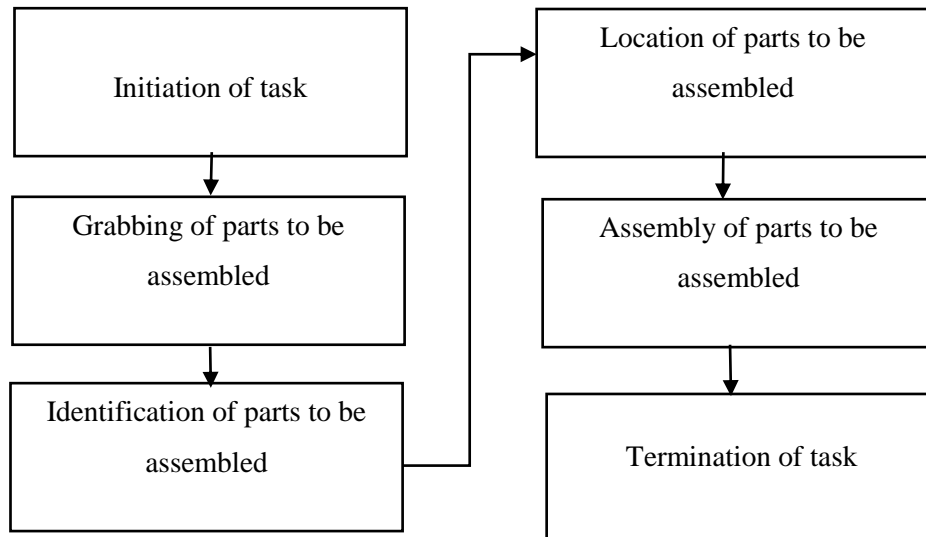 Initiation of task
Grabbing of parts to be
assembled
Identification of parts to be
assembled
Location of parts to be
assembled
Assembly of parts to be
assembled
Termination of task